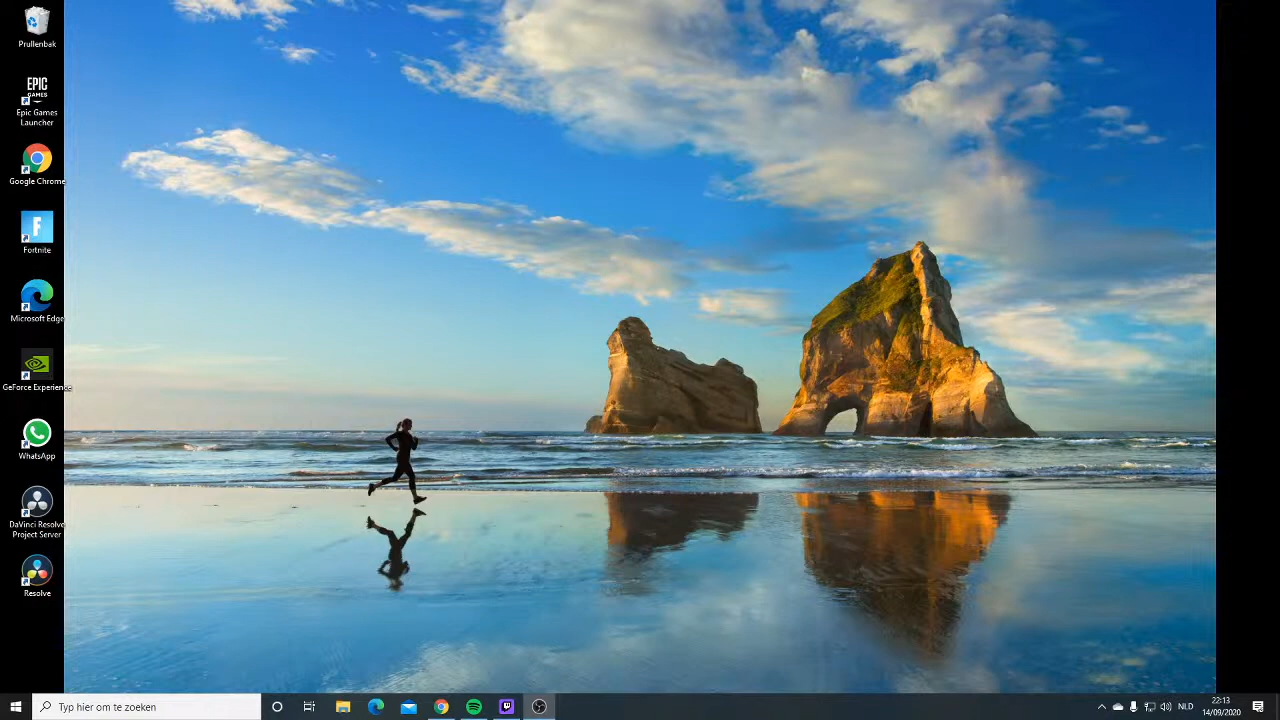 Prullenbak
EPIC
GAMES
Epic Games
Launcher
Google Chrome
F
Fortnite
Microsoft Edge
GeForce Experience
WhatsApp
DaVinci Resolve
Project Server
Resolve
Typ hier om te zoeken
NLD
22:13
14/09/2020